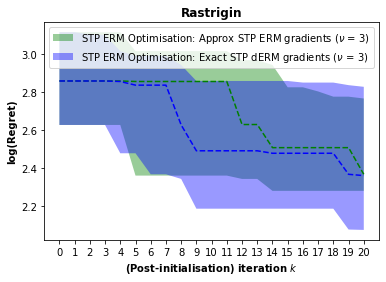 Rastrigin
STP ERM Optimisation: Approx STP ERM gradients (ν = 3)
STP ERM Optimisation: Exact STP dERM gradients (ν = 3)
log(Regret)
3.0
2.8
2.6
2.4
2.2
0 1 2 3 4 5 6 7 8 9 10 11 12 13 14 15 16 17 18 19 20
(Post-initialisation) iteration k